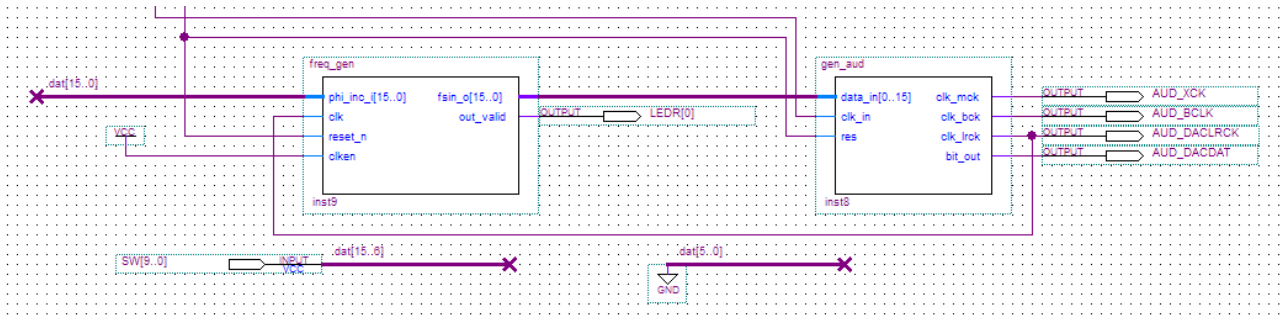 freq_gen
gen_aud
dat[15..0]
phi_inc_i[15..0] fsin_o[15..0]
clk out_valid
reset_n
clken
inst9
VCC
OUTPUT LEDR[0]
data_in[0..15] clk_mck
clk_in clk_bck
res clk_lrck
bit_out
inst8
OUTPUT AUD_XCK
OUTPUT AUD_BCLK
OUTPUT AUD_DACLRCK
OUTPUT AUD_DACDAT
SW[9..0] INPUT
VCC
dat[15..6]
dat[5..0]
GND